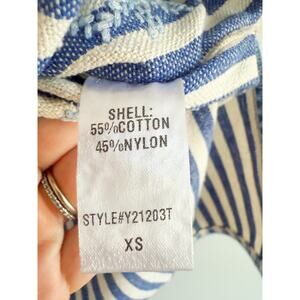 SHELL:
55%COTTON
45%NYLON
STYLE#Y21203T
XS